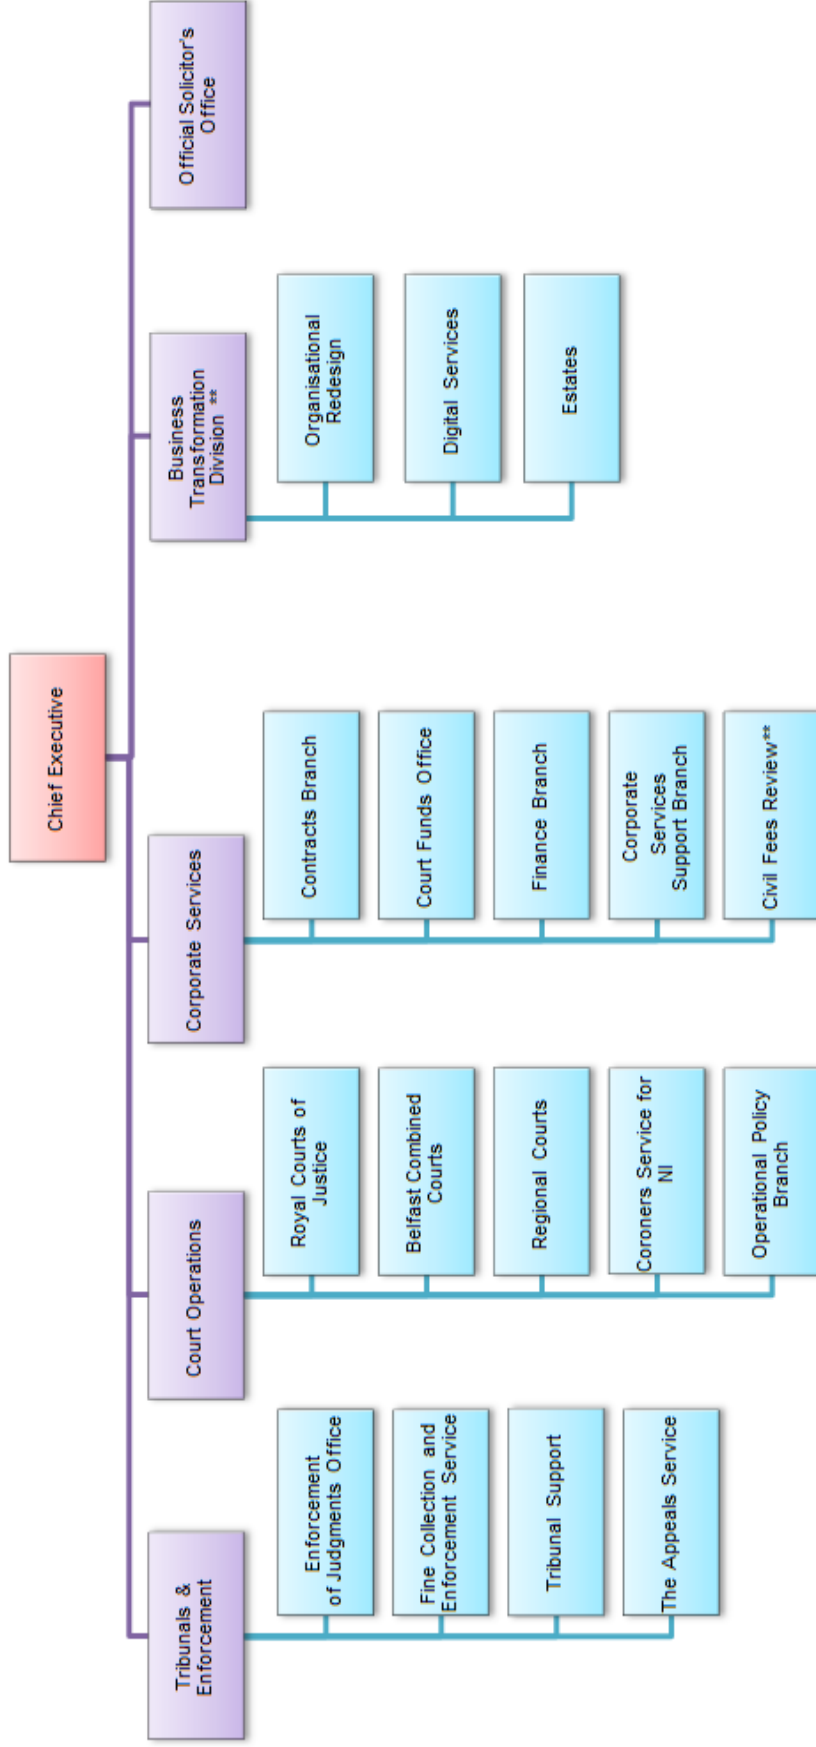 Chief Executive
Tribunals &
Enforcement
Court Operations
Corporate Services
Business
Transformation
Division **
Official Solicitor's
Office
Enforcement
of Judgments Office
Fine Collection and
Enforcement Service
Tribunal Support
The Appeals Service
Royal Courts of
Justice
Belfast Combined
Courts
Regional Courts
Coroners Service for
NI
Operational Policy
Branch
Contracts Branch
Court Funds Office
Finance Branch
Corporate
Services
Support Branch
Civil Fees Review**
Organisational
Redesign
Digital Services
Estates